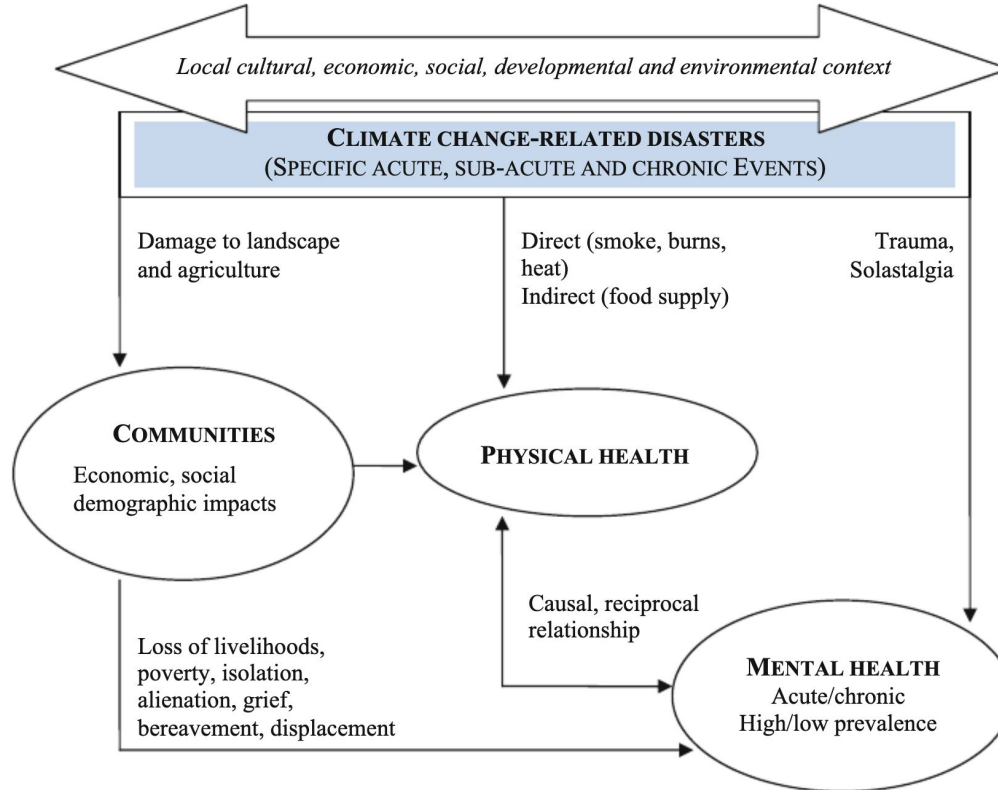 Local cultural, economic, social, developmental and environmental context
CLIMATE CHANGE-RELATED DISASTERS
(SPECIFIC ACUTE, SUB-ACUTE AND CHRONIC EVENTS)
Damage to landscape
and agriculture
Direct (smoke, burns,
heat)
Indirect (food supply)
Trauma,
Solastalgia
COMMUNITIES
Economic, social
demographic impacts
PHYSICAL HEALTH
Causal, reciprocal
relationship
Loss of livelihoods,
poverty, isolation,
alienation, grief,
bereavement, displacement
MENTAL HEALTH
Acute/chronic
High/low prevalence